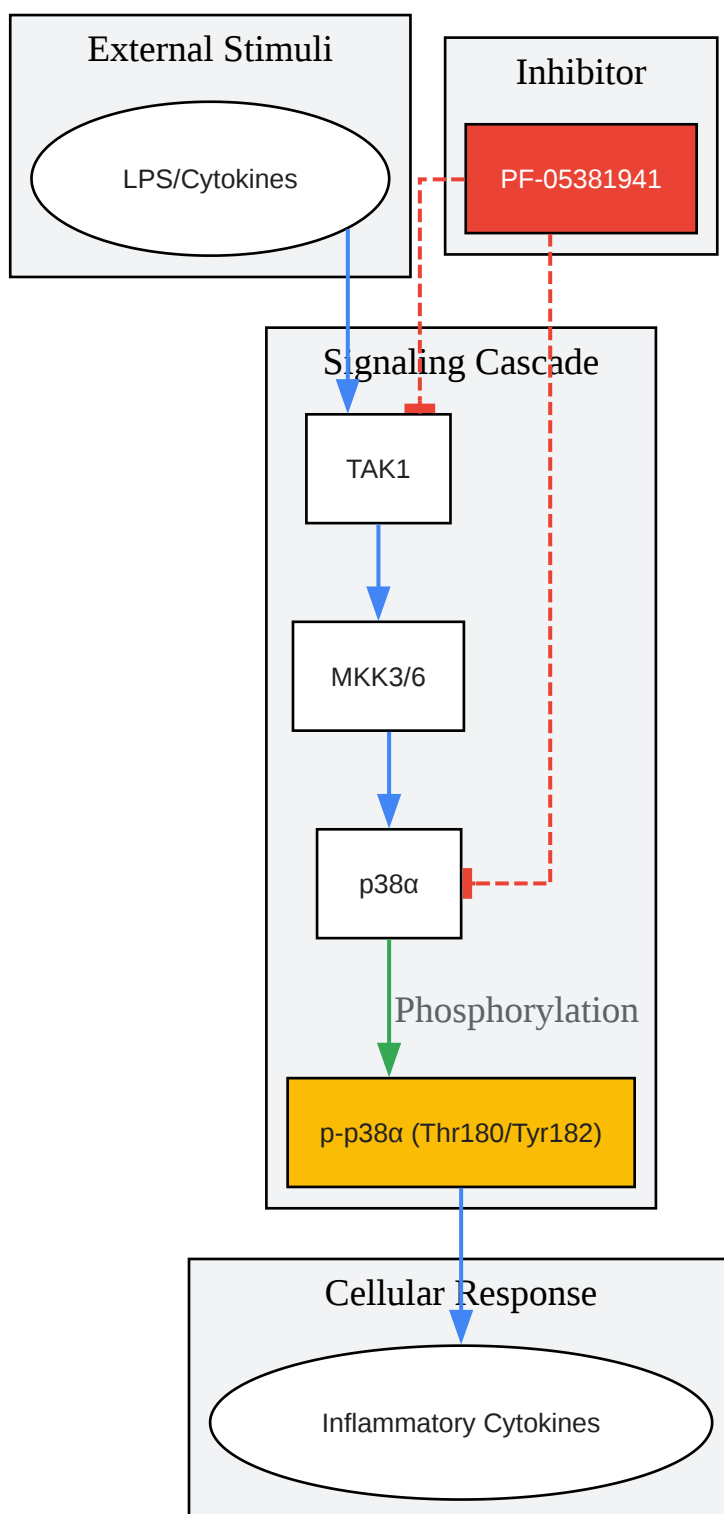 External Stimuli
LPS/Cytokines
Inhibitor
PF-05381941
Signaling Cascade
TAK1
MKK3/6
p38α
Phosphorylation
p-p38α (Thr180/Tyr182)
Cellular Response
Inflammatory Cytokines